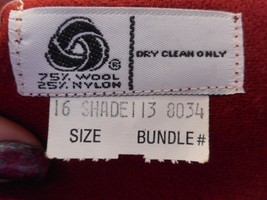 ®
DRY CLEAN ONLY
75% WOOL
25% NYLON
16 SHADE113 8034
SIZE BUNDLE#